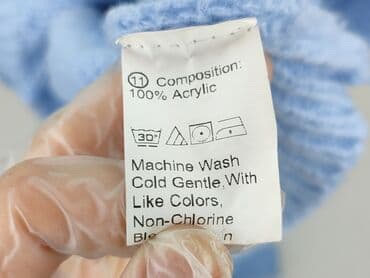 11 Composition:
100% Acrylic
30°
Machine Wash
Cold Gentle,With
Like Colors,
Non-Chlorine